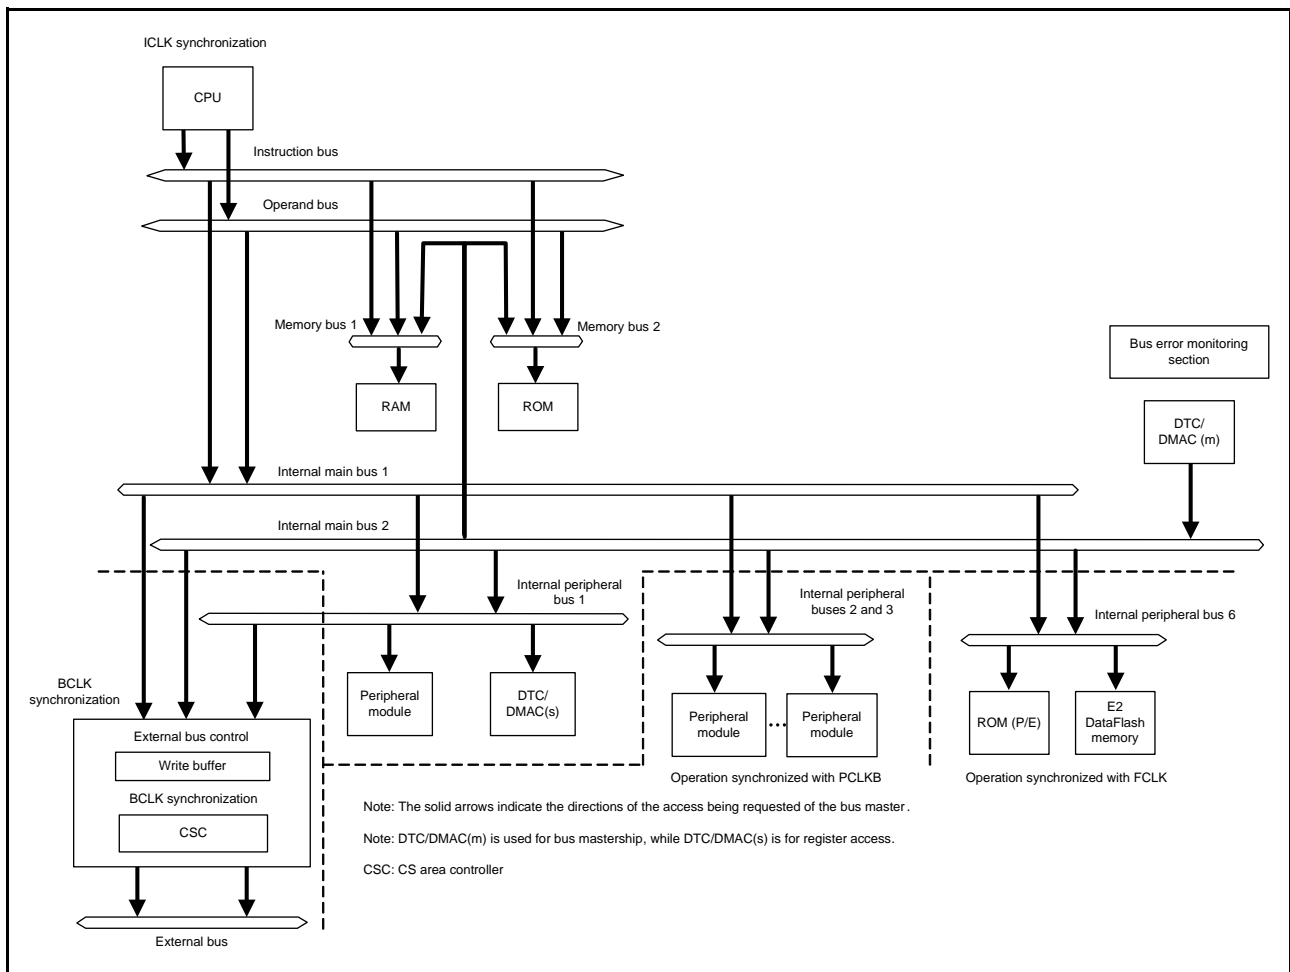 ICLK synchronization
CPU
Instruction bus
Operand bus
Memory bus 1
Memory bus 2
Bus error monitoring
section
RAM
ROM
DTC/
DMAC (m)
Internal main bus 1
Internal main bus 2
Internal peripheral
bus 1
Internal peripheral
buses 2 and 3
Internal peripheral bus 6
BCLK
synchronization
Peripheral
module
DTC/
DMAC(s)
Peripheral
module
...
Peripheral
module
ROM (P/E)
E2
DataFlash
memory
External bus control
Write buffer
BCLK synchronization
CSC
Operation synchronized with PCLKB
Operation synchronized with FCLK
Note: The solid arrows indicate the directions of the access being requested of the bus master.
Note: DTC/DMAC(m) is used for bus mastership, while DTC/DMAC(s) is for register access.
CSC: CS area controller
External bus